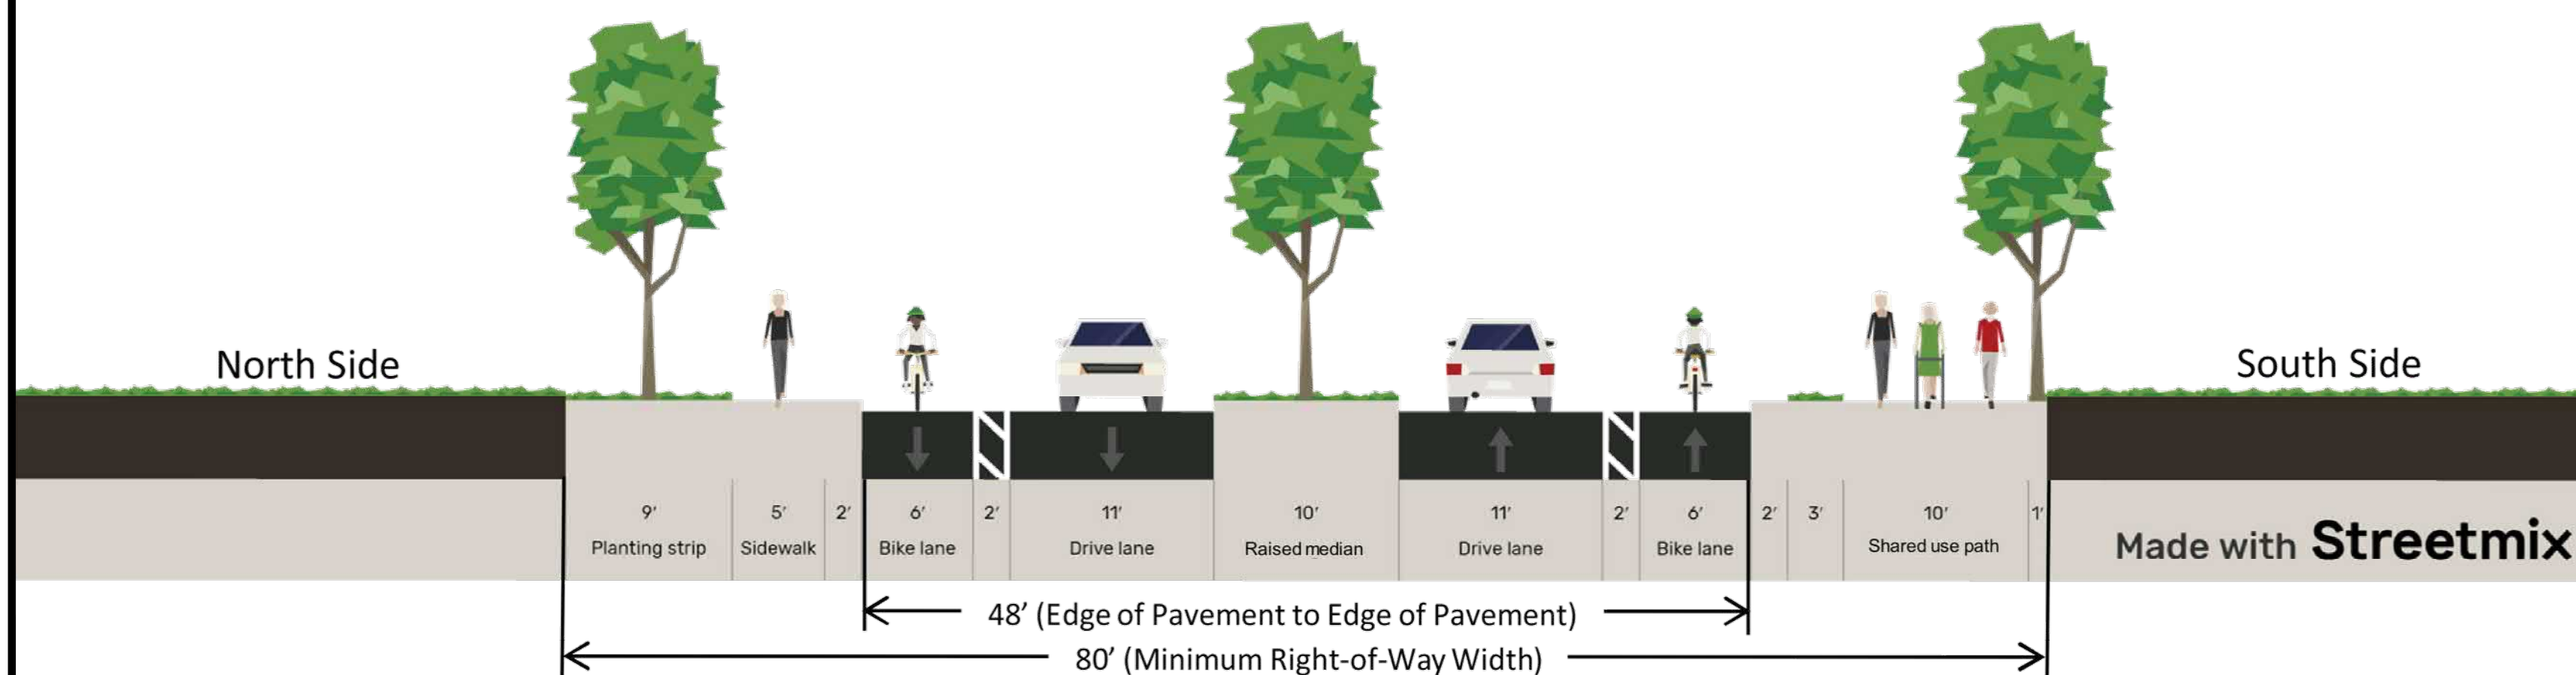 North Side
South Side
9' 5' 2' 6' 2' 11' 10' 11' 2' 6' 2' 3' 10' 1'
Planting strip Sidewalk Bike lane Drive lane Raised median Drive lane Bike lane Shared use path
Made with Streetmix
48' (Edge of Pavement to Edge of Pavement)
80' (Minimum Right-of-Way Width)